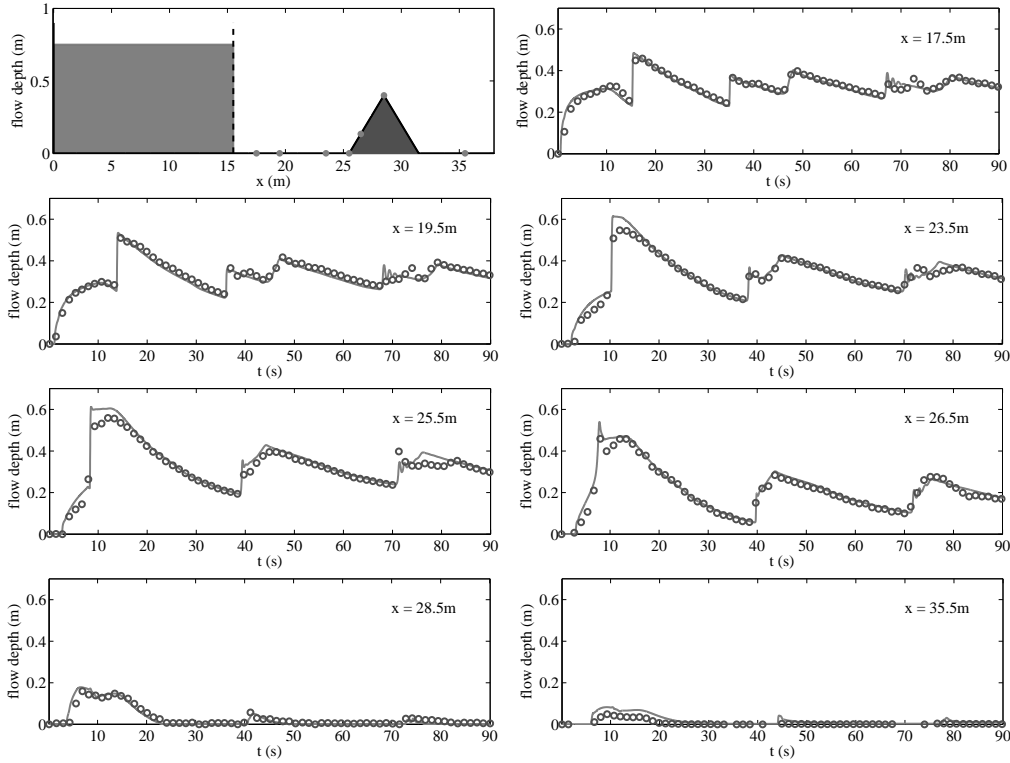 1
0.5
0
flow depth (m)
0 5 10 15 20 25 30 35
x (m)
0.6
0.4
0.2
0
flow depth (m)
x = 17.5m
0 10 20 30 40 50 60 70 80 90
t (s)
0.6
0.4
0.2
0
flow depth (m)
x = 19.5m
10 20 30 40 50 60 70 80 90
t (s)
0.6
0.4
0.2
0
flow depth (m)
x = 23.5m
10 20 30 40 50 60 70 80 90
t (s)
0.6
0.4
0.2
0
flow depth (m)
x = 25.5m
10 20 30 40 50 60 70 80 90
t (s)
0.6
0.4
0.2
0
flow depth (m)
x = 26.5m
10 20 30 40 50 60 70 80 90
t (s)
0.6
0.4
0.2
0
flow depth (m)
x = 28.5m
10 20 30 40 50 60 70 80 90
t (s)
0.6
0.4
0.2
0
flow depth (m)
x = 35.5m
10 20 30 40 50 60 70 80 90
t (s)